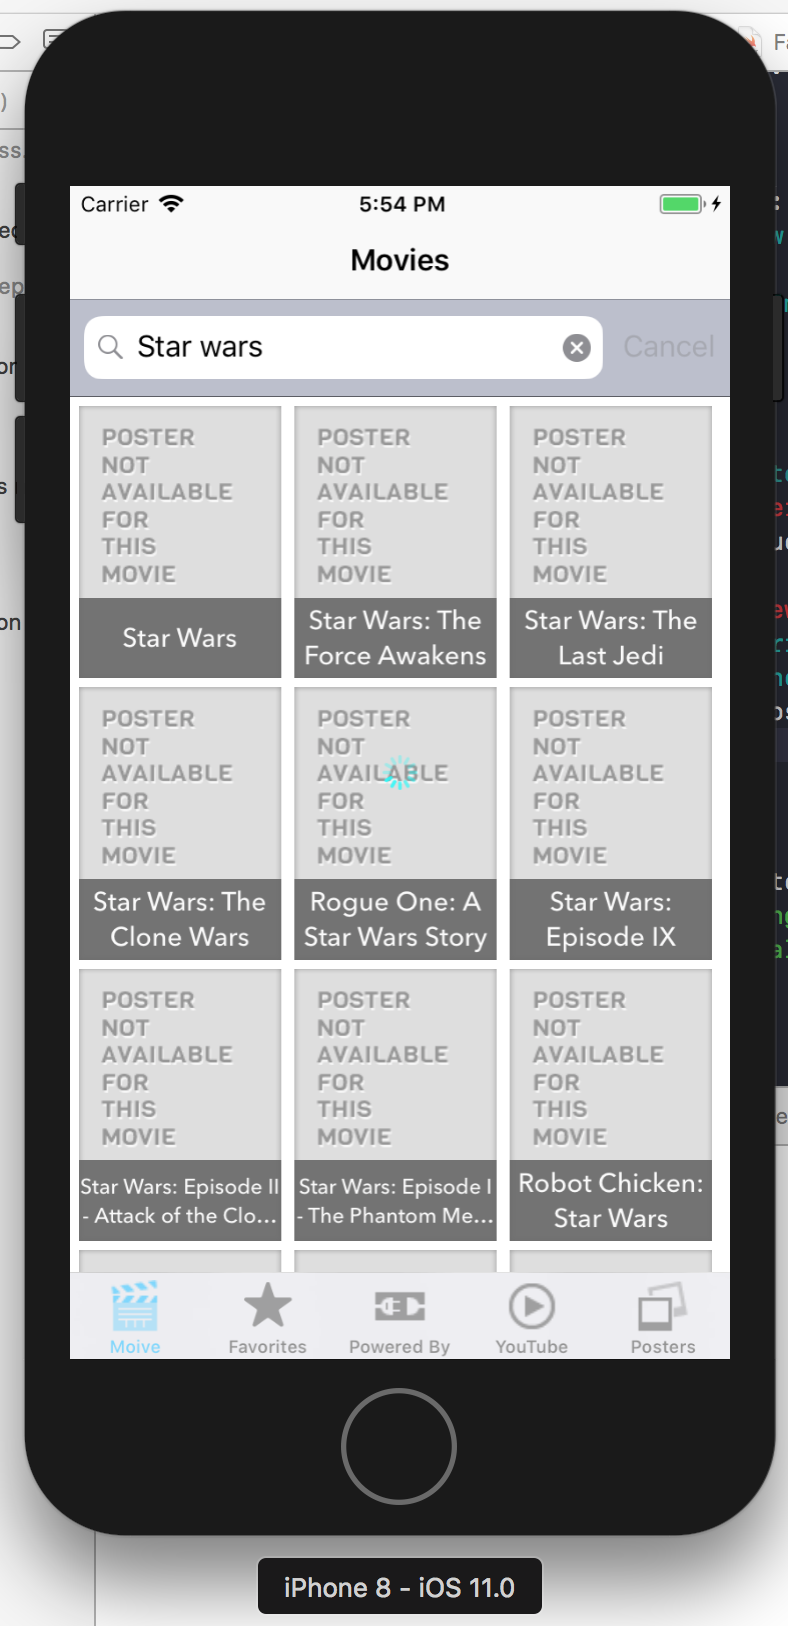 Carrier 5:54 PM
Movies
Star wars Cancel
POSTER
NOT
AVAILABLE
FOR
THIS
MOVIE
Star Wars
POSTER
NOT
AVAILABLE
FOR
THIS
MOVIE
Star Wars: The
Force Awakens
POSTER
NOT
AVAILABLE
FOR
THIS
MOVIE
Star Wars: The
Last Jedi
POSTER
NOT
AVAILABLE
FOR
THIS
MOVIE
Star Wars: The
Clone Wars
POSTER
NOT
AVAILABLE
FOR
THIS
MOVIE
Rogue One: A
Star Wars Story
POSTER
NOT
AVAILABLE
FOR
THIS
MOVIE
Star Wars:
Episode IX
POSTER
NOT
AVAILABLE
FOR
THIS
MOVIE
Star Wars: Episode II
- Attack of the Clo...
POSTER
NOT
AVAILABLE
FOR
THIS
MOVIE
Star Wars: Episode I
- The Phantom Me...
POSTER
NOT
AVAILABLE
FOR
THIS
MOVIE
Robot Chicken:
Star Wars
Moive
Favorites
Powered By
YouTube
Posters
iPhone 8 - iOS 11.0